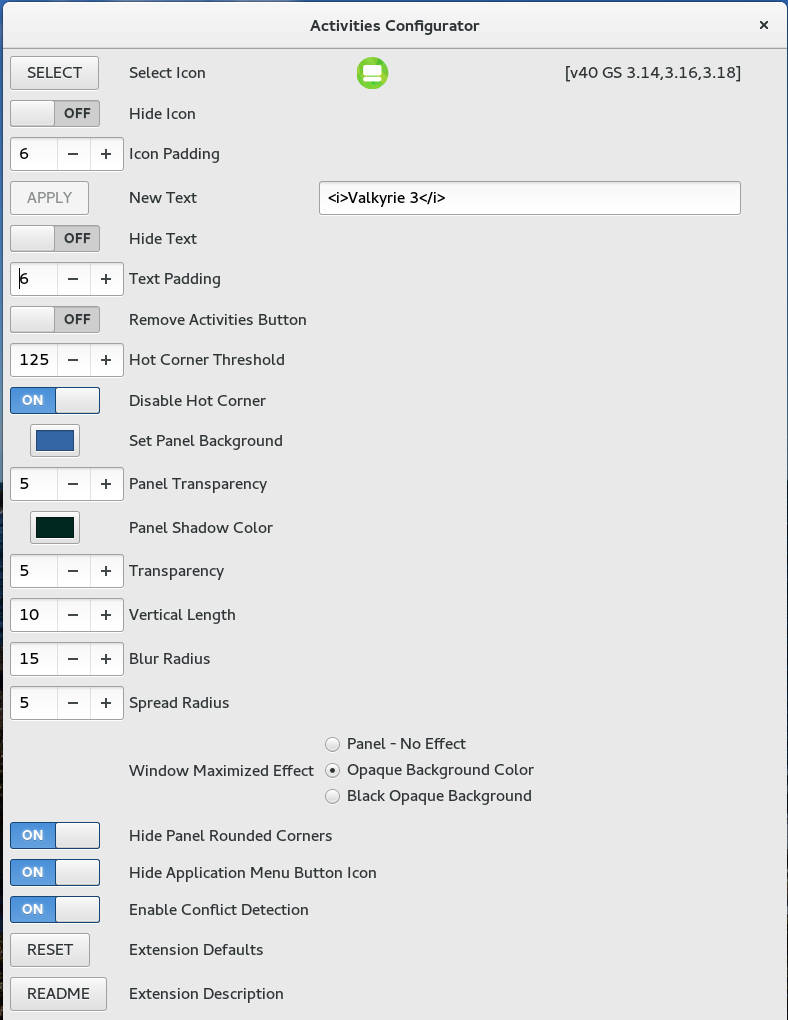 Activities Configurator ×
SELECT Select Icon [v40 GS 3.14,3.16,3.18]
OFF Hide Icon
6 − + Icon Padding
APPLY New Text <i>Valkyrie 3</i>
OFF Hide Text
6 − + Text Padding
OFF Remove Activities Button
125 − + Hot Corner Threshold
ON Disable Hot Corner
Set Panel Background
5 − + Panel Transparency
Panel Shadow Color
5 − + Transparency
10 − + Vertical Length
15 − + Blur Radius
5 − + Spread Radius
Panel - No Effect
Window Maximized Effect Opaque Background Color
Black Opaque Background
ON Hide Panel Rounded Corners
ON Hide Application Menu Button Icon
ON Enable Conflict Detection
RESET Extension Defaults
README Extension Description